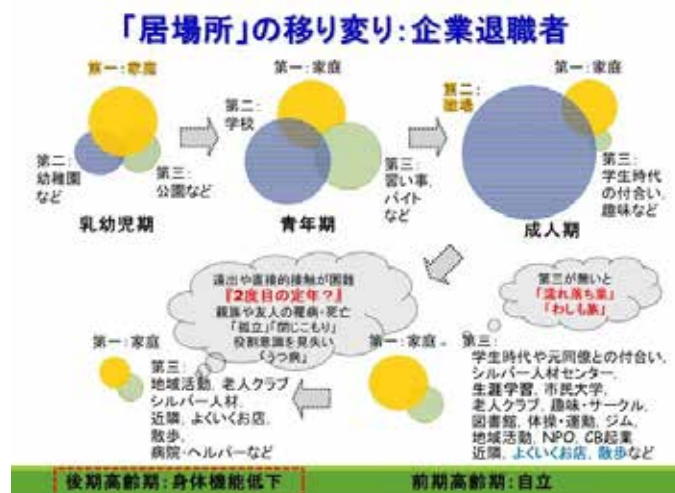 「居場所」の移り変り：企業退職者
第一：家庭
第二：
幼稚園
など
第三：
公園など
乳幼児期
第一：家庭
第二：
学校
第三：
習い事、
バイト
など
青年期
第一：家庭
第二：
職場
第三：
学生時代
の付合い、
趣味など
成人期
遠出や直接的接触が困難
『2度目の定年？』
親族や友人の罹病・死亡
「孤立」「閉じこもり」
役割意識を見失い
「うつ病」
第三が無いと
「濡れ落ち葉」
「わしも族」
第一：家庭
第三：
地域活動、老人クラブ
シルバー人材、
近隣、よくいくお店、
散歩、
病院・ヘルパーなど
第一：家庭
第三：
学生時代や元同僚との付合い、
シルバー人材センター、
生涯学習、市民大学、
老人クラブ、趣味・サークル、
図書館、体操・運動、ジム、
地域活動、NPO、CB起業
近隣、よくいくお店、散歩など
後期高齢期：身体機能低下
前期高齢期：自立